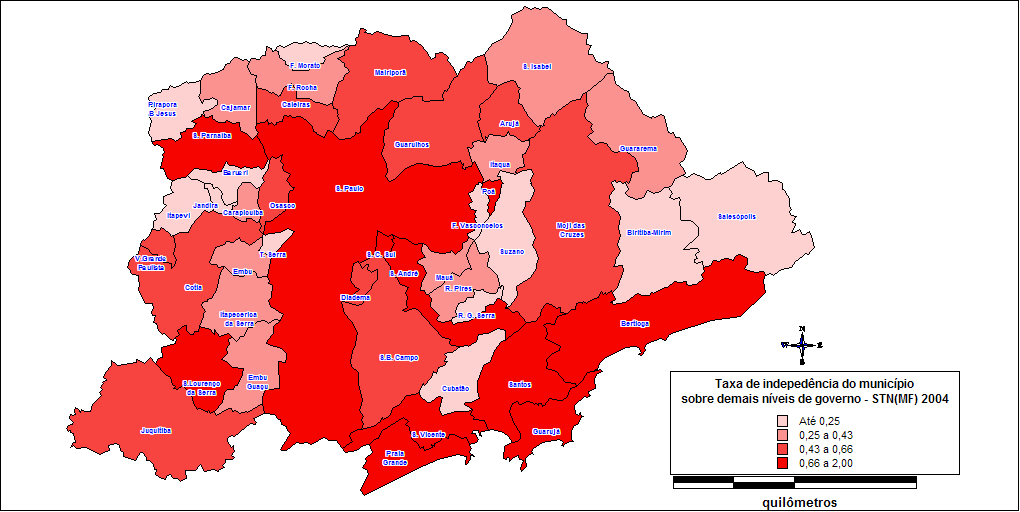 F. Morato
Mairiporã
S. Isabel
F. Rocha
Pirapora
B.Jesus
Cajamar
Caieiras
Arujá
S. Parnaíba
Guarulhos
Guararema
Itaqua
Barueri
S. Paulo
Poá
Jandira
Itapevi
Carapicuiba
Osasco
Salesópolis
F. Vasconcelos
Moji das
Cruzes
Biritiba-Mirim
T. Serra
S. C. Sul
Suzano
V.Grande
Paulista
Embu
S. André
Mauá
R. Pires
Cotia
Diadema
Itapecerica
da Serra
R. G. Serra
Bertioga
N
W E
S
S.B. Campo
Embu
Guaçu
S.Lourenço
da Serra
Cubatão
Santos
Juquitiba
S. Vicente
Guarujá
Praia
Grande
Taxa de indepedência do município
sobre demais níveis de governo - STN(MF) 2004
Até 0,25
0,25 a 0,43
0,43 a 0,66
0,66 a 2,00
quilômetros